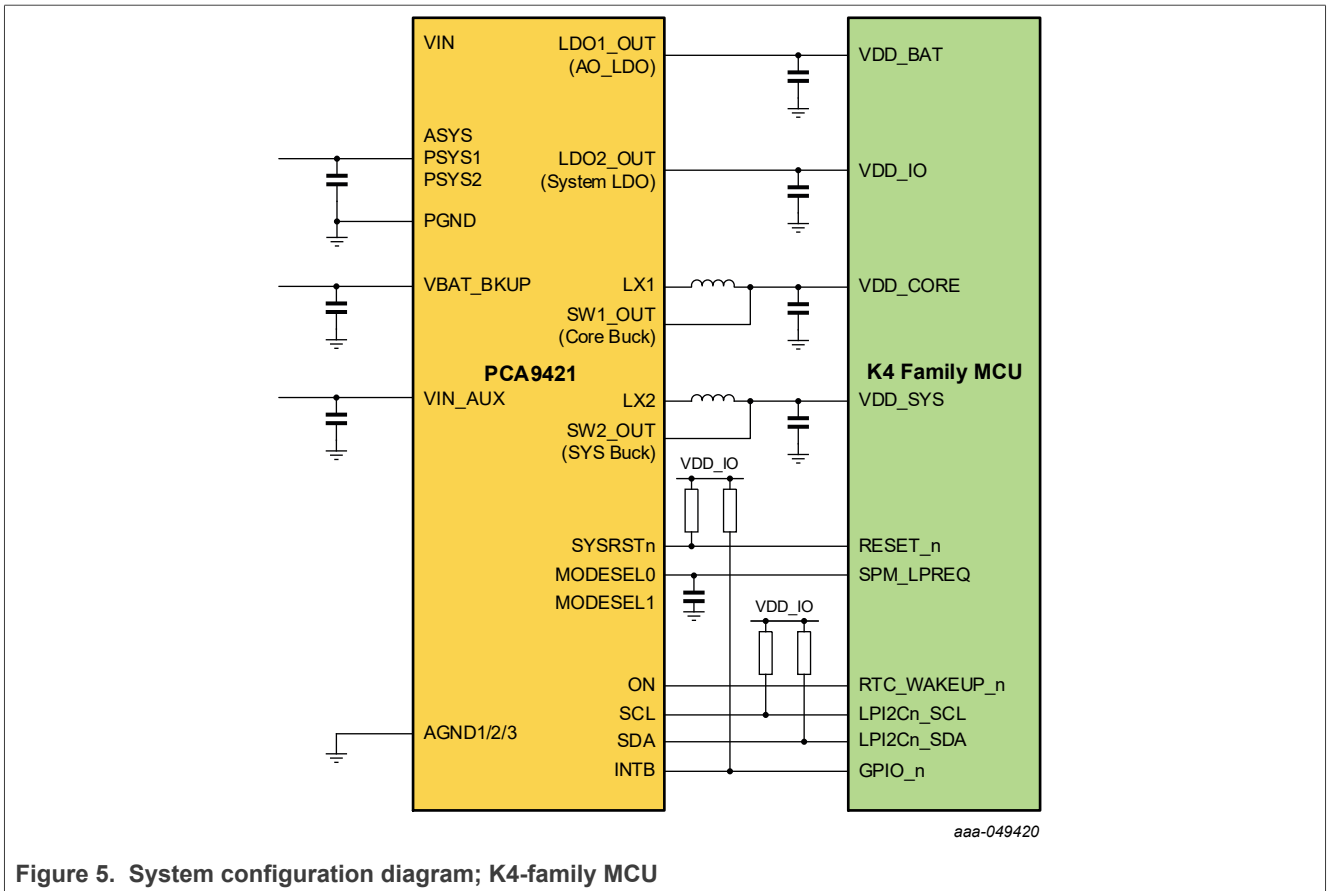 VIN
ASYS
PSYS1
PSYS2
PGND
VBAT_BKUP
PCA9421
VIN_AUX
AGND1/2/3
LDO1_OUT
(AO_LDO)
LDO2_OUT
(System LDO)
LX1
SW1_OUT
(Core Buck)
LX2
SW2_OUT
(SYS Buck)
SYSRSTn
MODESEL0
MODESEL1
ON
SCL
SDA
INTB
VDD_IO
VDD_IO
VDD_BAT
VDD_IO
VDD_CORE
K4 Family MCU
VDD_SYS
RESET_n
SPM_LPREQ
RTC_WAKEUP_n
LPI2Cn_SCL
LPI2Cn_SDA
GPIO_n
aaa-049420
Figure 5. System configuration diagram; K4-family MCU